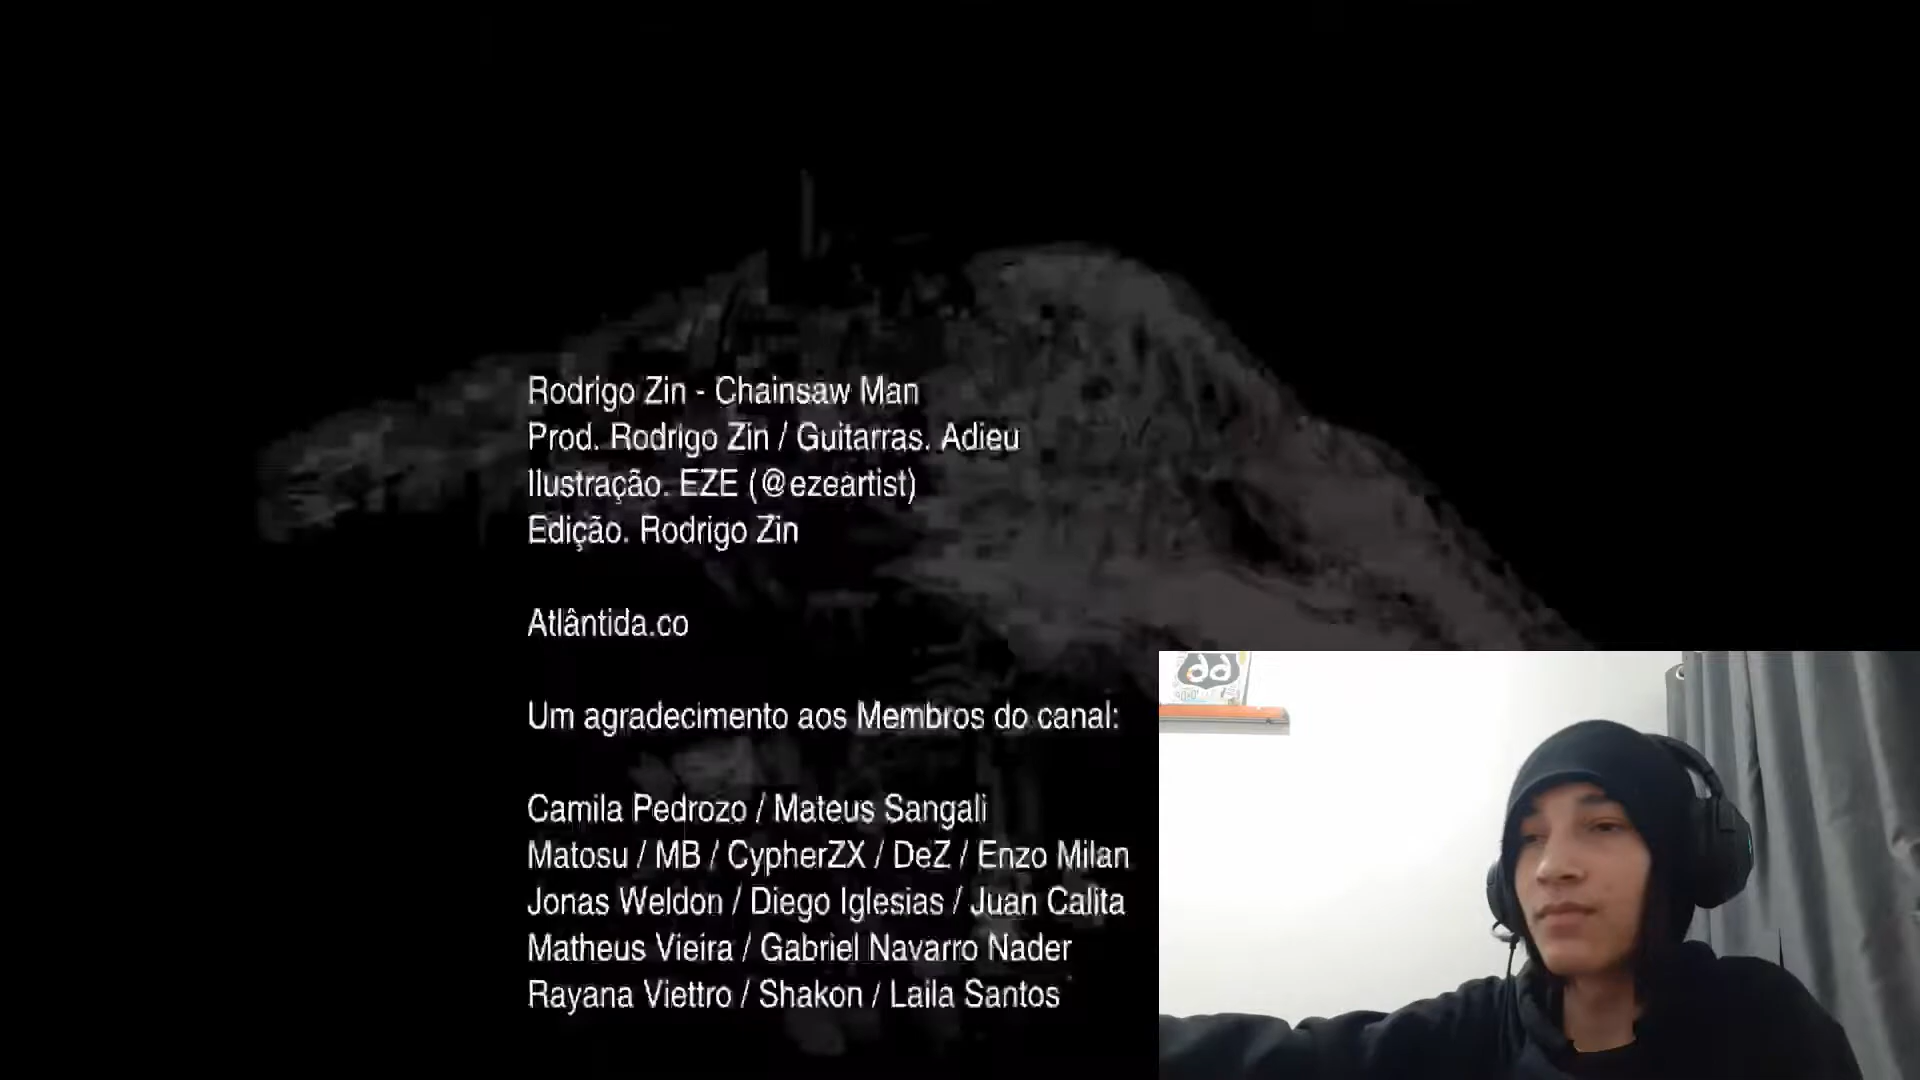 Rodrigo Zin - Chainsaw Man
Prod. Rodrigo Zin / Guitarras. Adieu
Ilustração. EZE (@ezeartist)
Edição. Rodrigo Zin
Atlântida.co
Um agradecimento aos Membros do canal:
Camila Pedrozo / Mateus Sangali
Matosu / MB / CypherZX / DeZ / Enzo Milan
Jonas Weldon / Diego Iglesias / Juan Calita
Matheus Vieira / Gabriel Navarro Nader
Rayana Viettro / Shakon / Laila Santos